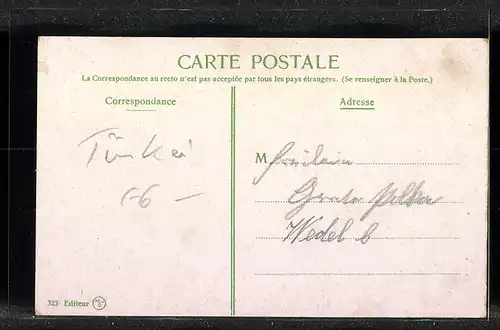 CARTE POSTALE
La Correspondance au recto n'est pas acceptée par tous les pays étrangers. (Se renseigner à la Poste.)
Correspondance
Adresse
Türkei
M Fräulein
Wedel b
323 Editeur